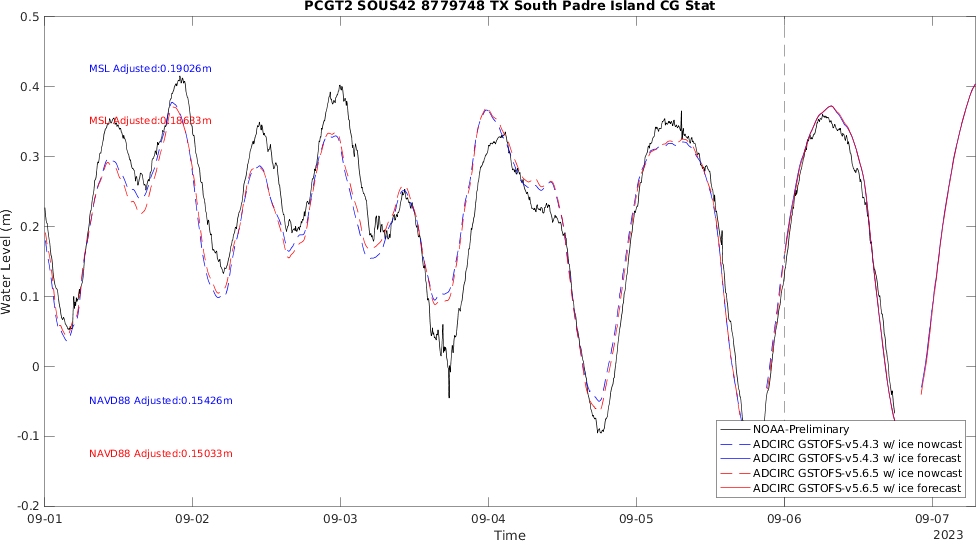 PCGT2 SOUS42 8779748 TX South Padre Island CG Stat
0.5
0.4
0.3
0.2
0.1
0
-0.1
-0.2
Water Level (m)
MSL Adjusted:0.19026m
MSL Adjusted:0.18633m
NAVD88 Adjusted:0.15426m
NAVD88 Adjusted:0.15033m
NOAA-Preliminary
ADCIRC GSTOFS-v5.4.3 w/ ice nowcast
ADCIRC GSTOFS-v5.4.3 w/ ice forecast
ADCIRC GSTOFS-v5.6.5 w/ ice nowcast
ADCIRC GSTOFS-v5.6.5 w/ ice forecast
09-01 09-02 09-03 09-04 09-05 09-06 09-07
Time
2023